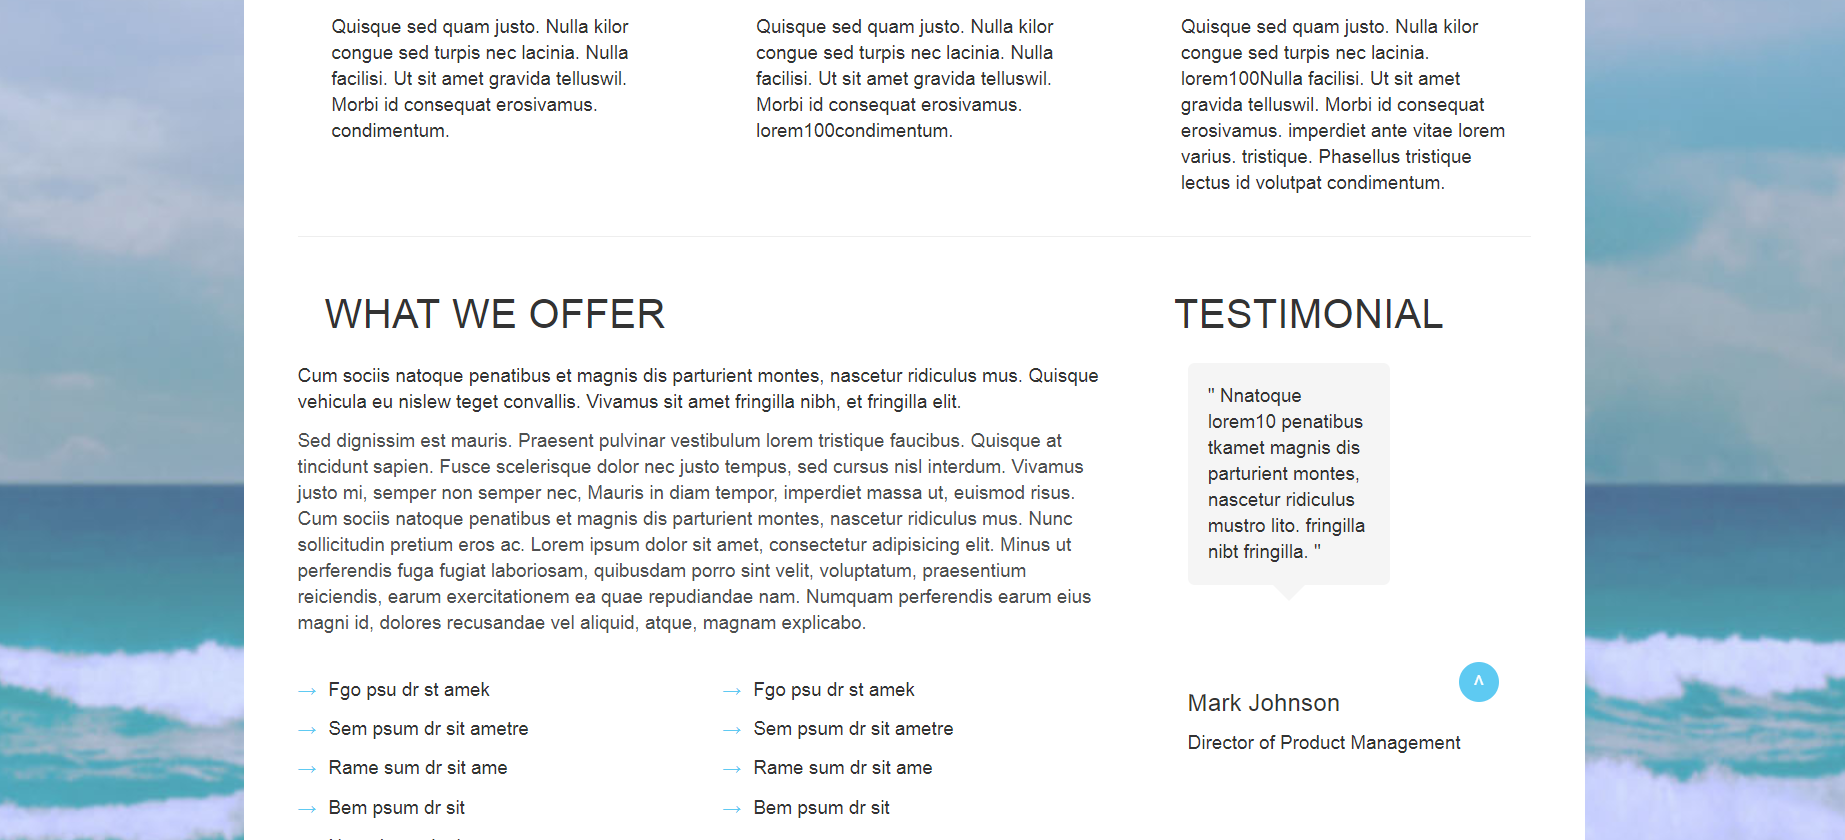 Quisque sed quam justo. Nulla kilor
congue sed turpis nec lacinia. Nulla
facilisi. Ut sit amet gravida telluswil.
Morbi id consequat erosivamus.
condimentum.
Quisque sed quam justo. Nulla kilor
congue sed turpis nec lacinia. Nulla
facilisi. Ut sit amet gravida telluswil.
Morbi id consequat erosivamus.
lorem100condimentum.
Quisque sed quam justo. Nulla kilor
congue sed turpis nec lacinia.
lorem100Nulla facilisi. Ut sit amet
gravida telluswil. Morbi id consequat
erosivamus. imperdiet ante vitae lorem
varius. tristique. Phasellus tristique
lectus id volutpat condimentum.
WHAT WE OFFER
Cum sociis natoque penatibus et magnis dis parturient montes, nascetur ridiculus mus. Quisque
vehicula eu nislew teget convallis. Vivamus sit amet fringilla nibh, et fringilla elit.
Sed dignissim est mauris. Praesent pulvinar vestibulum lorem tristique faucibus. Quisque at
tincidunt sapien. Fusce scelerisque dolor nec justo tempus, sed cursus nisl interdum. Vivamus
justo mi, semper non semper nec, Mauris in diam tempor, imperdiet massa ut, euismod risus.
Cum sociis natoque penatibus et magnis dis parturient montes, nascetur ridiculus mus. Nunc
sollicitudin pretium eros ac. Lorem ipsum dolor sit amet, consectetur adipisicing elit. Minus ut
perferendis fuga fugiat laboriosam, quibusdam porro sint velit, voluptatum, praesentium
reiciendis, earum exercitationem ea quae repudiandae nam. Numquam perferendis earum eius
magni id, dolores recusandae vel aliquid, atque, magnam explicabo.
→ Fgo psu dr st amek
→ Sem psum dr sit ametre
→ Rame sum dr sit ame
→ Bem psum dr sit
→ Fgo psu dr st amek
→ Sem psum dr sit ametre
→ Rame sum dr sit ame
→ Bem psum dr sit
TESTIMONIAL
" Nnatoque
lorem10 penatibus
tkamet magnis dis
parturient montes,
nascetur ridiculus
mustro lito. fringilla
nibt fringilla. "
^
Mark Johnson
Director of Product Management